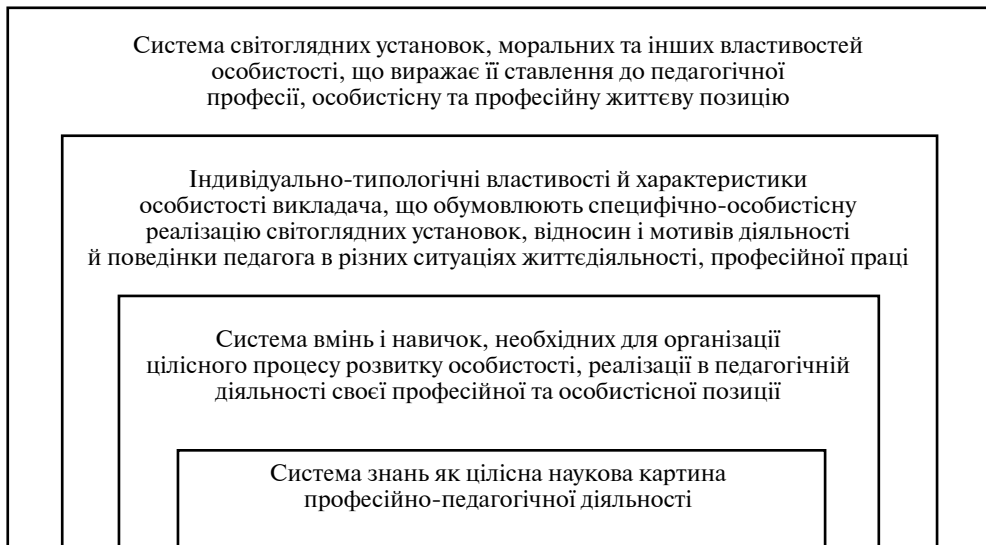 Система світоглядних установок, моральних та інших властивостей
особистості, що виражає її ставлення до педагогічної
професії, особистісну та професійну життєву позицію
Індивідуально-типологічні властивості й характеристики
особистості викладача, що обумовлюють специфічно-особистісну
реалізацію світоглядних установок, відносин і мотивів діяльності
й поведінки педагога в різних ситуаціях життєдіяльності, професійної праці
Система вмінь і навичок, необхідних для організації
цілісного процесу розвитку особистості, реалізації в педагогічній
діяльності своєї професійної та особистісної позиції
Система знань як цілісна наукова картина
професійно-педагогічної діяльності